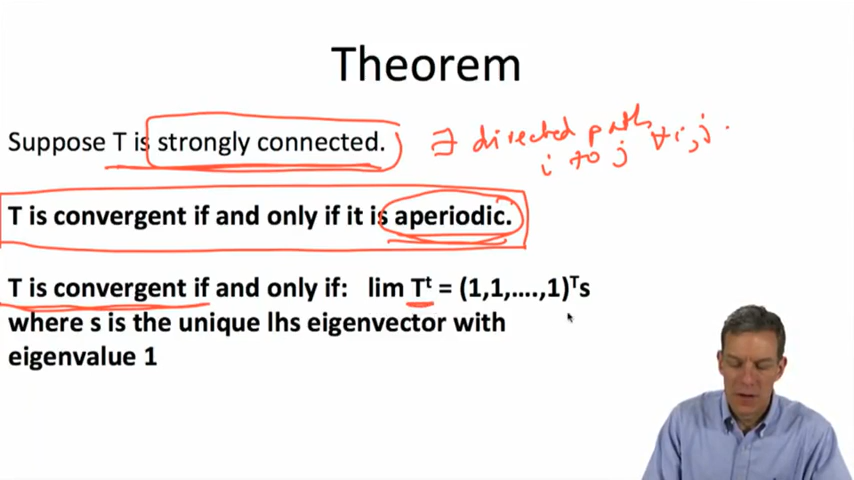 Theorem
Suppose T is strongly connected. ∃ directed path ∀ i,j.
i to j
T is convergent if and only if it is aperiodic.
T is convergent if and only if: lim Tᵗ = (1,1,....,1)ᵀs
where s is the unique lhs eigenvector with
eigenvalue 1